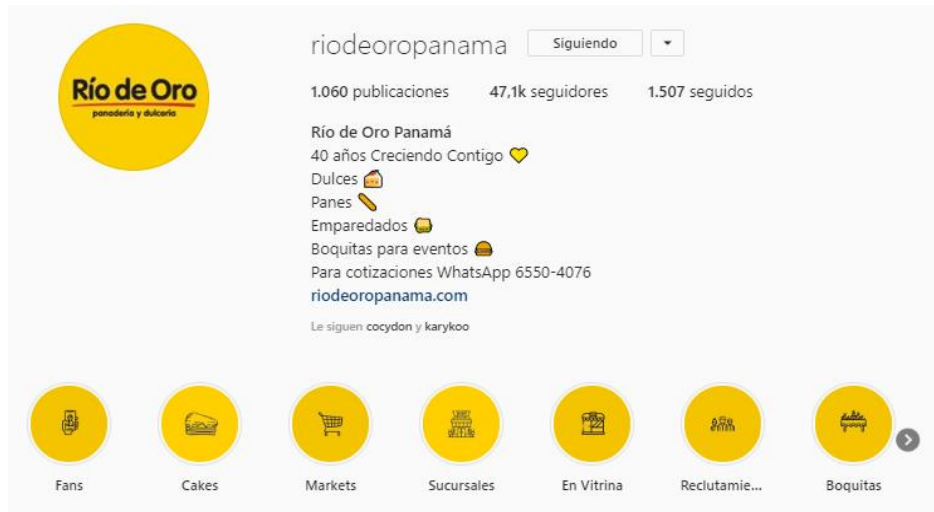 Río de Oro
panadería y dulcería
riodeoropanama Siguiendo
1.060 publicaciones 47,1k seguidores 1.507 seguidos
Río de Oro Panamá
40 años Creciendo Contigo 💛
Dulces 🍰
Panes 🥖
Emparedados 🥪
Boquitas para eventos 🍔
Para cotizaciones WhatsApp 6550-4076
riodeoropanama.com
Le siguen cocydon y karykoo
Fans Cakes Markets Sucursales En Vitrina Reclutamie... Boquitas